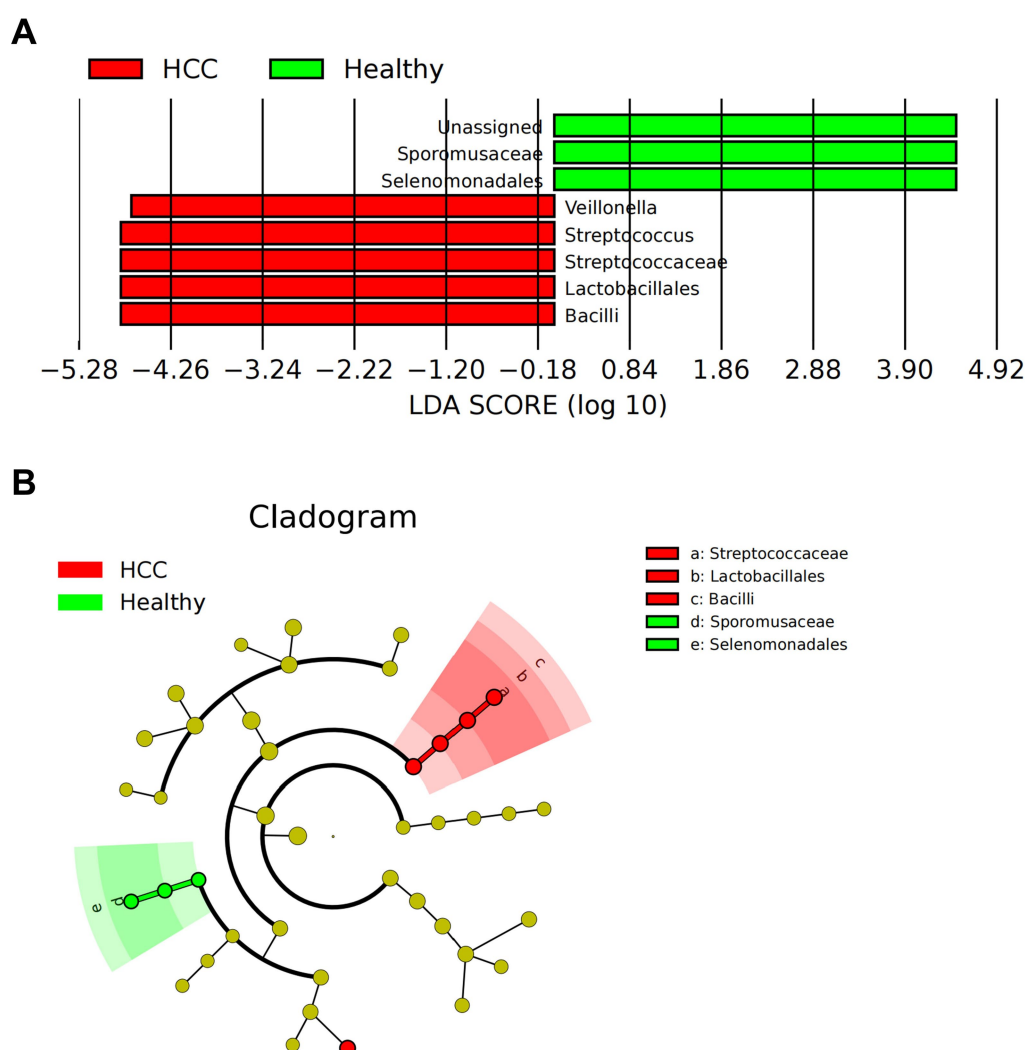 A
HCC Healthy
Unassigned
Sporomusaceae
Selenomonadales
Veillonella
Streptococcus
Streptococcaceae
Lactobacillales
Bacilli
−5.28 −4.26 −3.24 −2.22 −1.20 −0.18 0.84 1.86 2.88 3.90 4.92
LDA SCORE (log 10)
B
Cladogram
HCC
Healthy
a: Streptococcaceae
b: Lactobacillales
c: Bacilli
d: Sporomusaceae
e: Selenomonadales
c
b
a
e
d